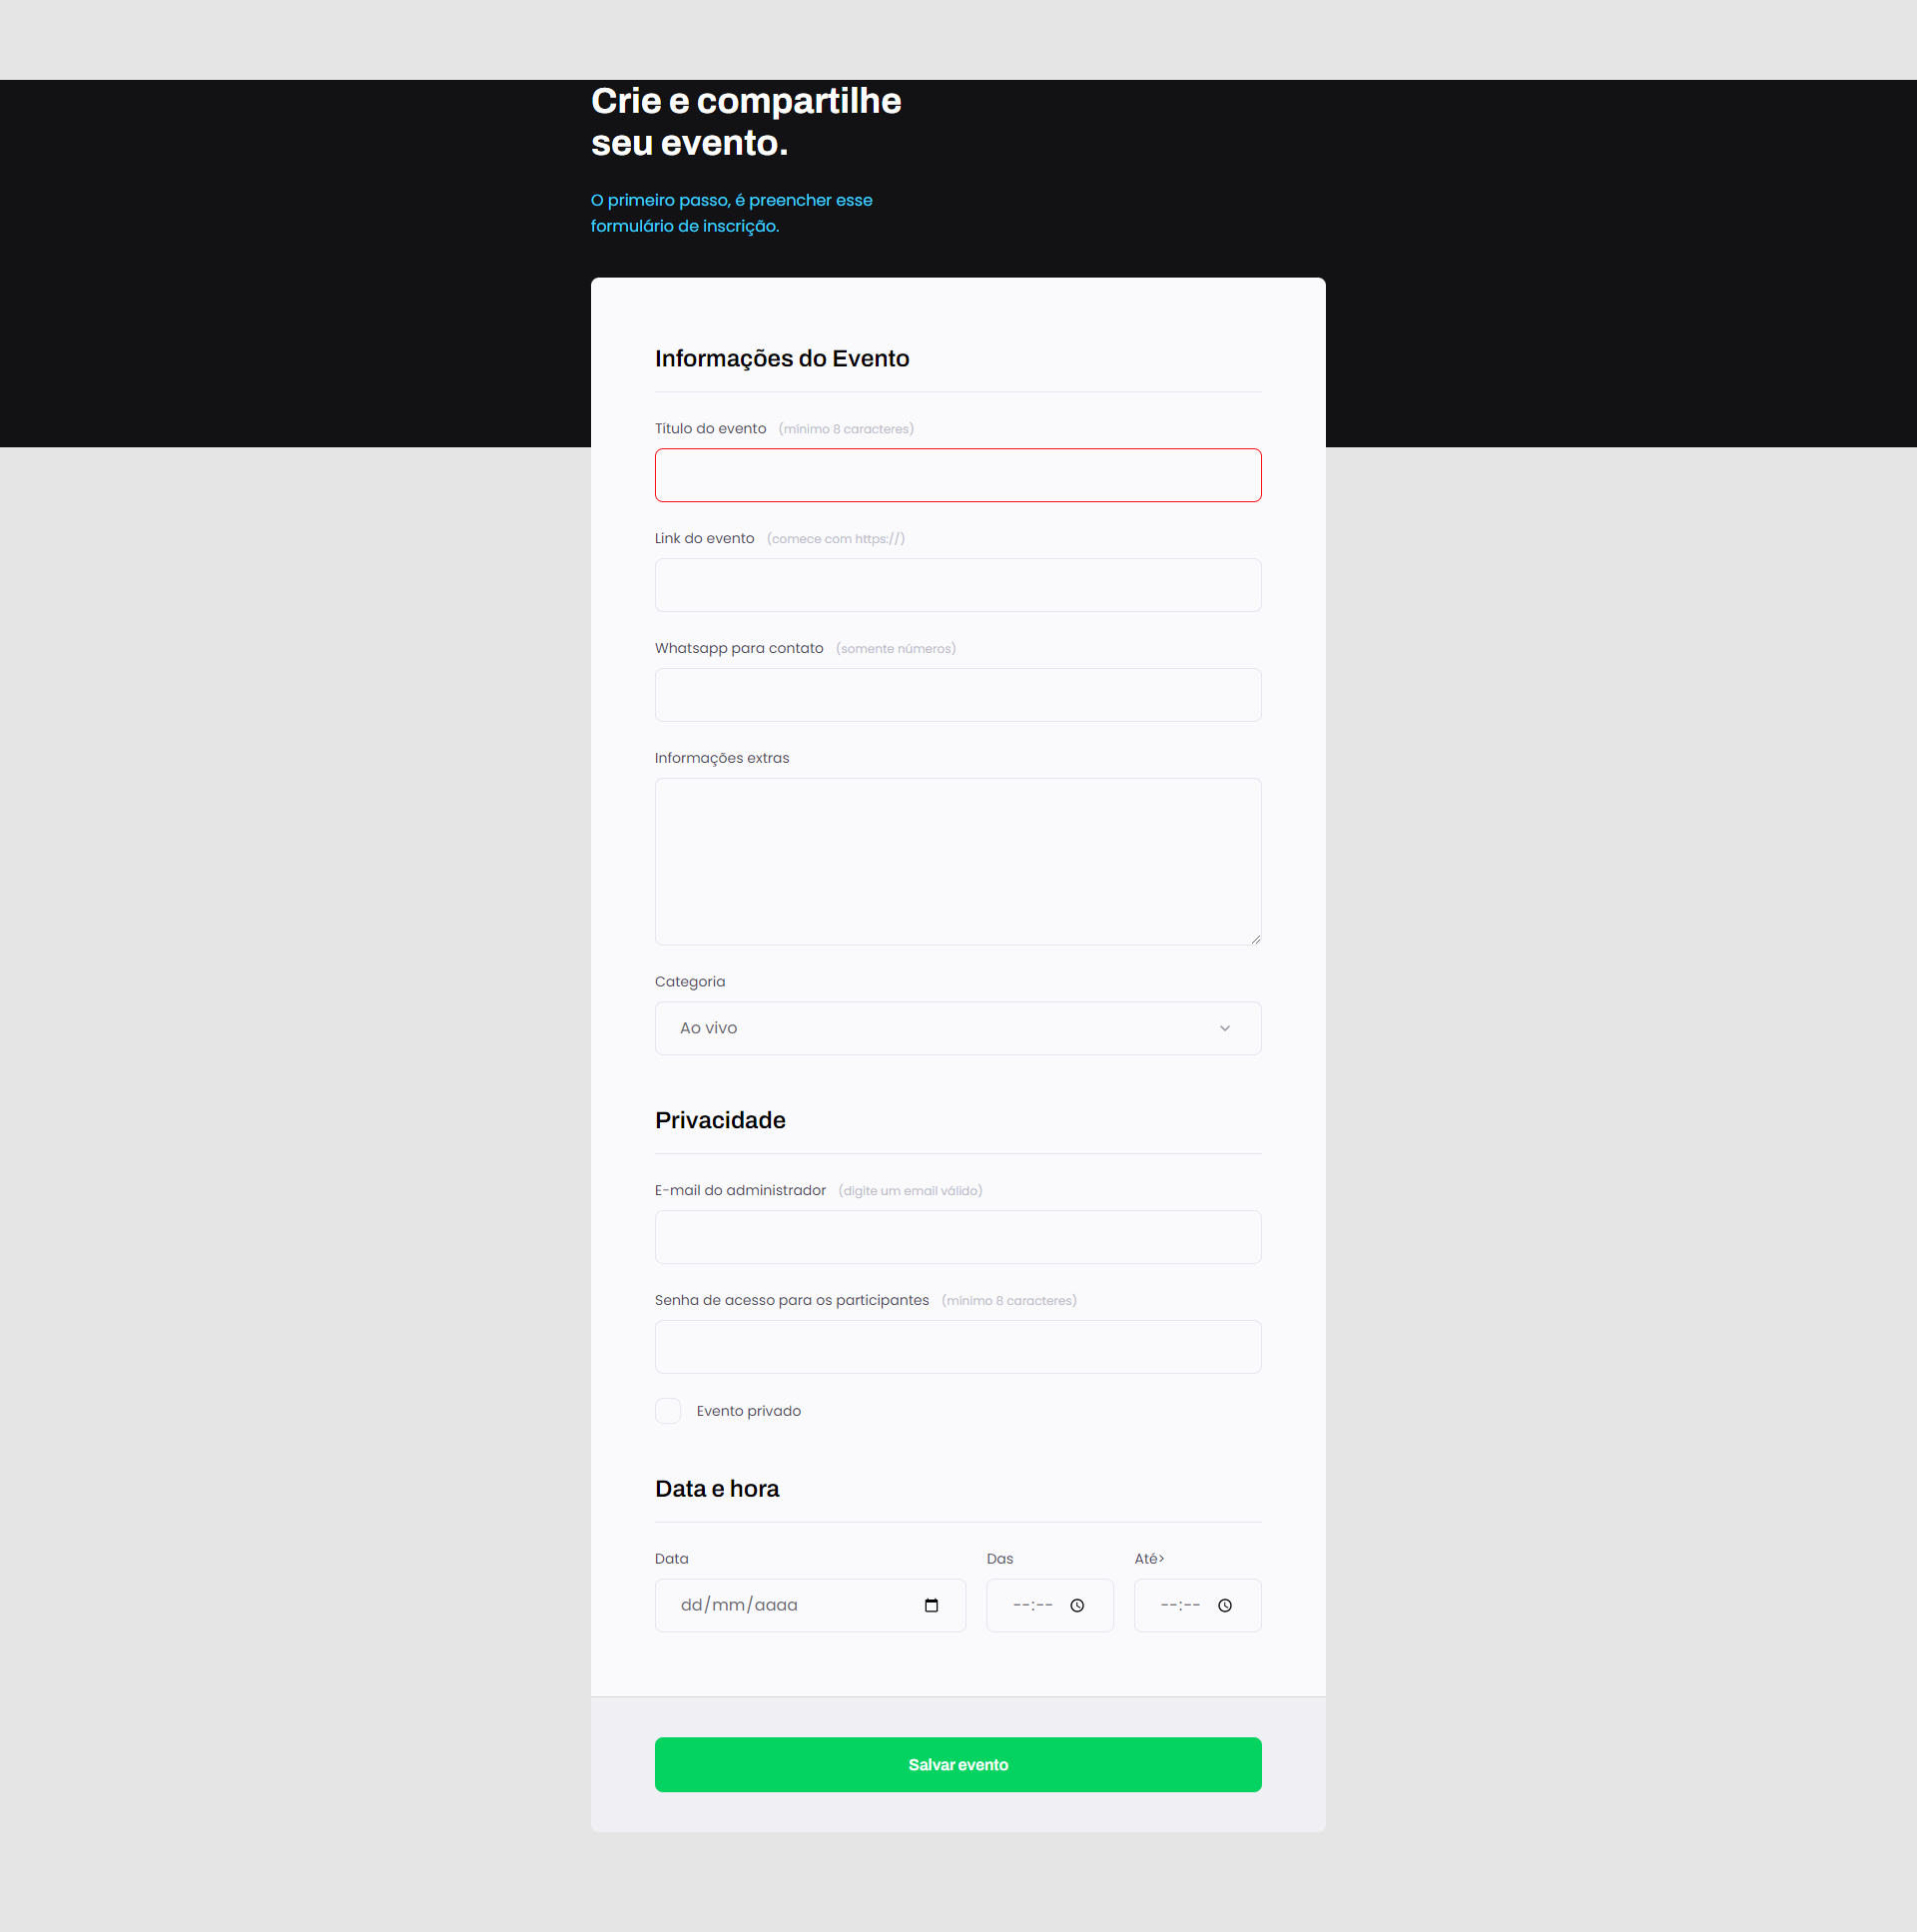 Crie e compartilhe
seu evento.
O primeiro passo, é preencher esse
formulário de inscrição.
Informações do Evento
Título do evento (mínimo 8 caracteres)
Link do evento (comece com https://)
Whatsapp para contato (somente números)
Informações extras
Categoria
Ao vivo
Privacidade
E-mail do administrador (digite um email válido)
Senha de acesso para os participantes (mínimo 8 caracteres)
Evento privado
Data e hora
Data Das Até>
dd/mm/aaaa --:-- --:--
Salvar evento